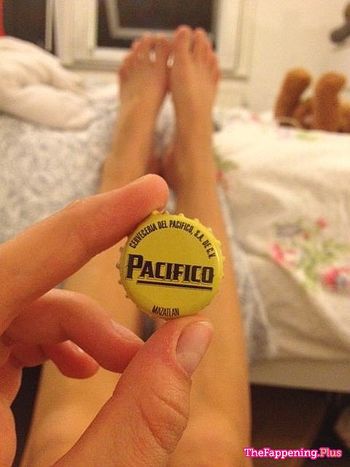 CERVECERIA DEL PACIFICO, S.A. DE C.V.
PACIFICO
MAZATLAN
TheFappening.Plus